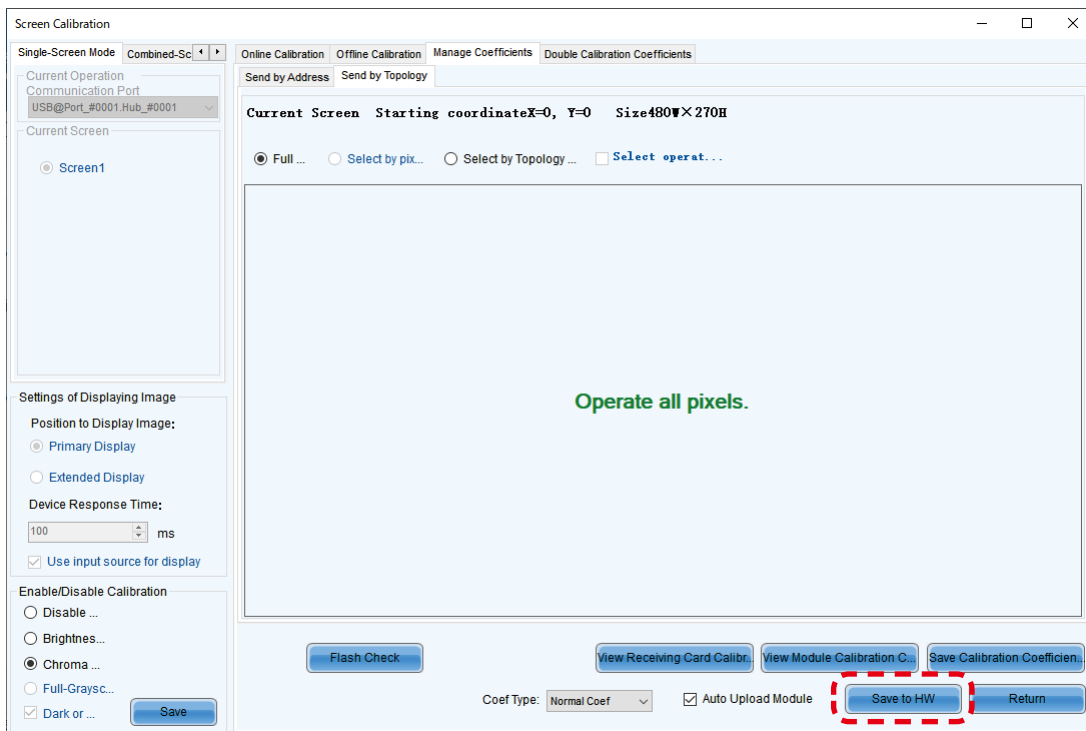 Screen Calibration
Single-Screen Mode Combined-Sc
Current Operation
Communication Port
USB@Port_#0001.Hub_#0001
Current Screen
Screen1
Settings of Displaying Image
Position to Display Image:
Primary Display
Extended Display
Device Response Time:
100 ms
Use input source for display
Enable/Disable Calibration
Disable ...
Brightnes...
Chroma ...
Full-Graysc...
Dark or ...
Save
Online Calibration Offline Calibration Manage Coefficients Double Calibration Coefficients
Send by Address Send by Topology
Current Screen Starting coordinateX=0, Y=0 Size480W×270H
Full ... Select by pix... Select by Topology ... Select operat...
Operate all pixels.
Flash Check View Receiving Card Calibr.. View Module Calibration C... Save Calibration Coefficien...
Coef Type: Normal Coef Auto Upload Module Save to HW Return